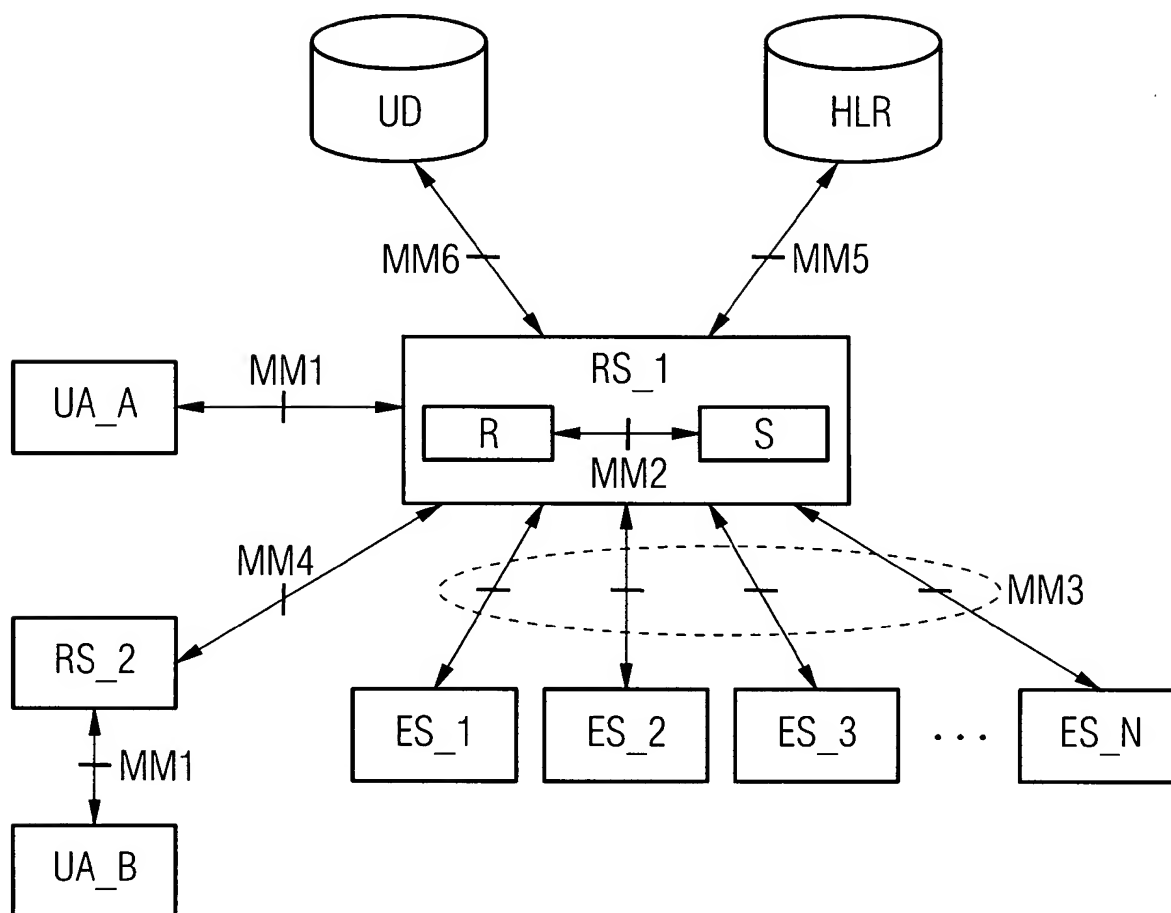 UD
HLR
MM6
MM5
RS_1
UA_A
MM1
R
S
MM2
MM4
MM3
RS_2
ES_1
ES_2
ES_3
...
ES_N
MM1
UA_B